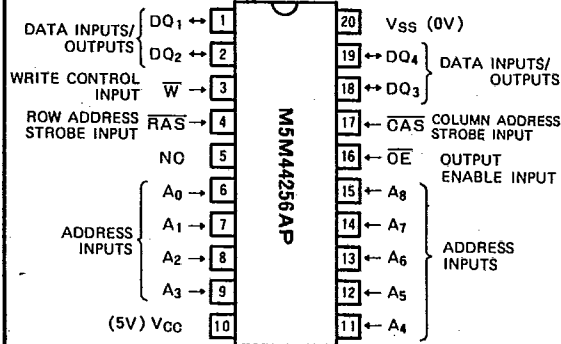 DATA INPUTS/
OUTPUTS
DQ1 ↔ 1
DQ2 ↔ 2
WRITE CONTROL
INPUT W̅ → 3
ROW ADDRESS
STROBE INPUT R̅A̅S̅ → 4
NC 5
ADDRESS
INPUTS
A0 → 6
A1 → 7
A2 → 8
A3 → 9
(5V) VCC 10
M5M44256AP
20 VSS (0V)
19 ↔ DQ4
18 ↔ DQ3
DATA INPUTS/
OUTPUTS
17 ← C̅A̅S̅ COLUMN ADDRESS
STROBE INPUT
16 ← O̅E̅ OUTPUT
ENABLE INPUT
15 ← A8
14 ← A7
13 ← A6
12 ← A5
11 ← A4
ADDRESS
INPUTS